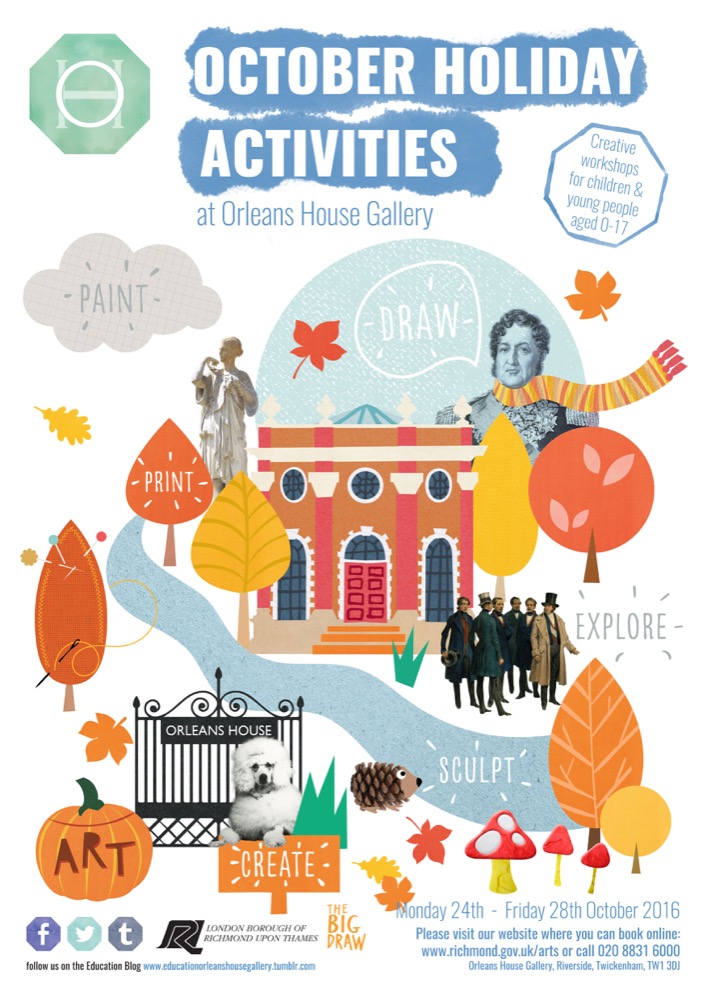 OCTOBER HOLIDAY
ACTIVITIES
at Orleans House Gallery
Creative
workshops
for children &
young people
aged 0-17
PAINT
DRAW
PRINT
EXPLORE
ORLEANS HOUSE
SCULPT
ART
CREATE
THE
BIG
DRAW
LONDON BOROUGH OF
RICHMOND UPON THAMES
Monday 24th - Friday 28th October 2016
Please visit our website where you can book online:
www.richmond.gov.uk/arts or call 020 8831 6000
Orleans House Gallery, Riverside, Twickenham, TW1 3DJ
follow us on the Education Blog www.educationorleanshousegallery.tumblr.com